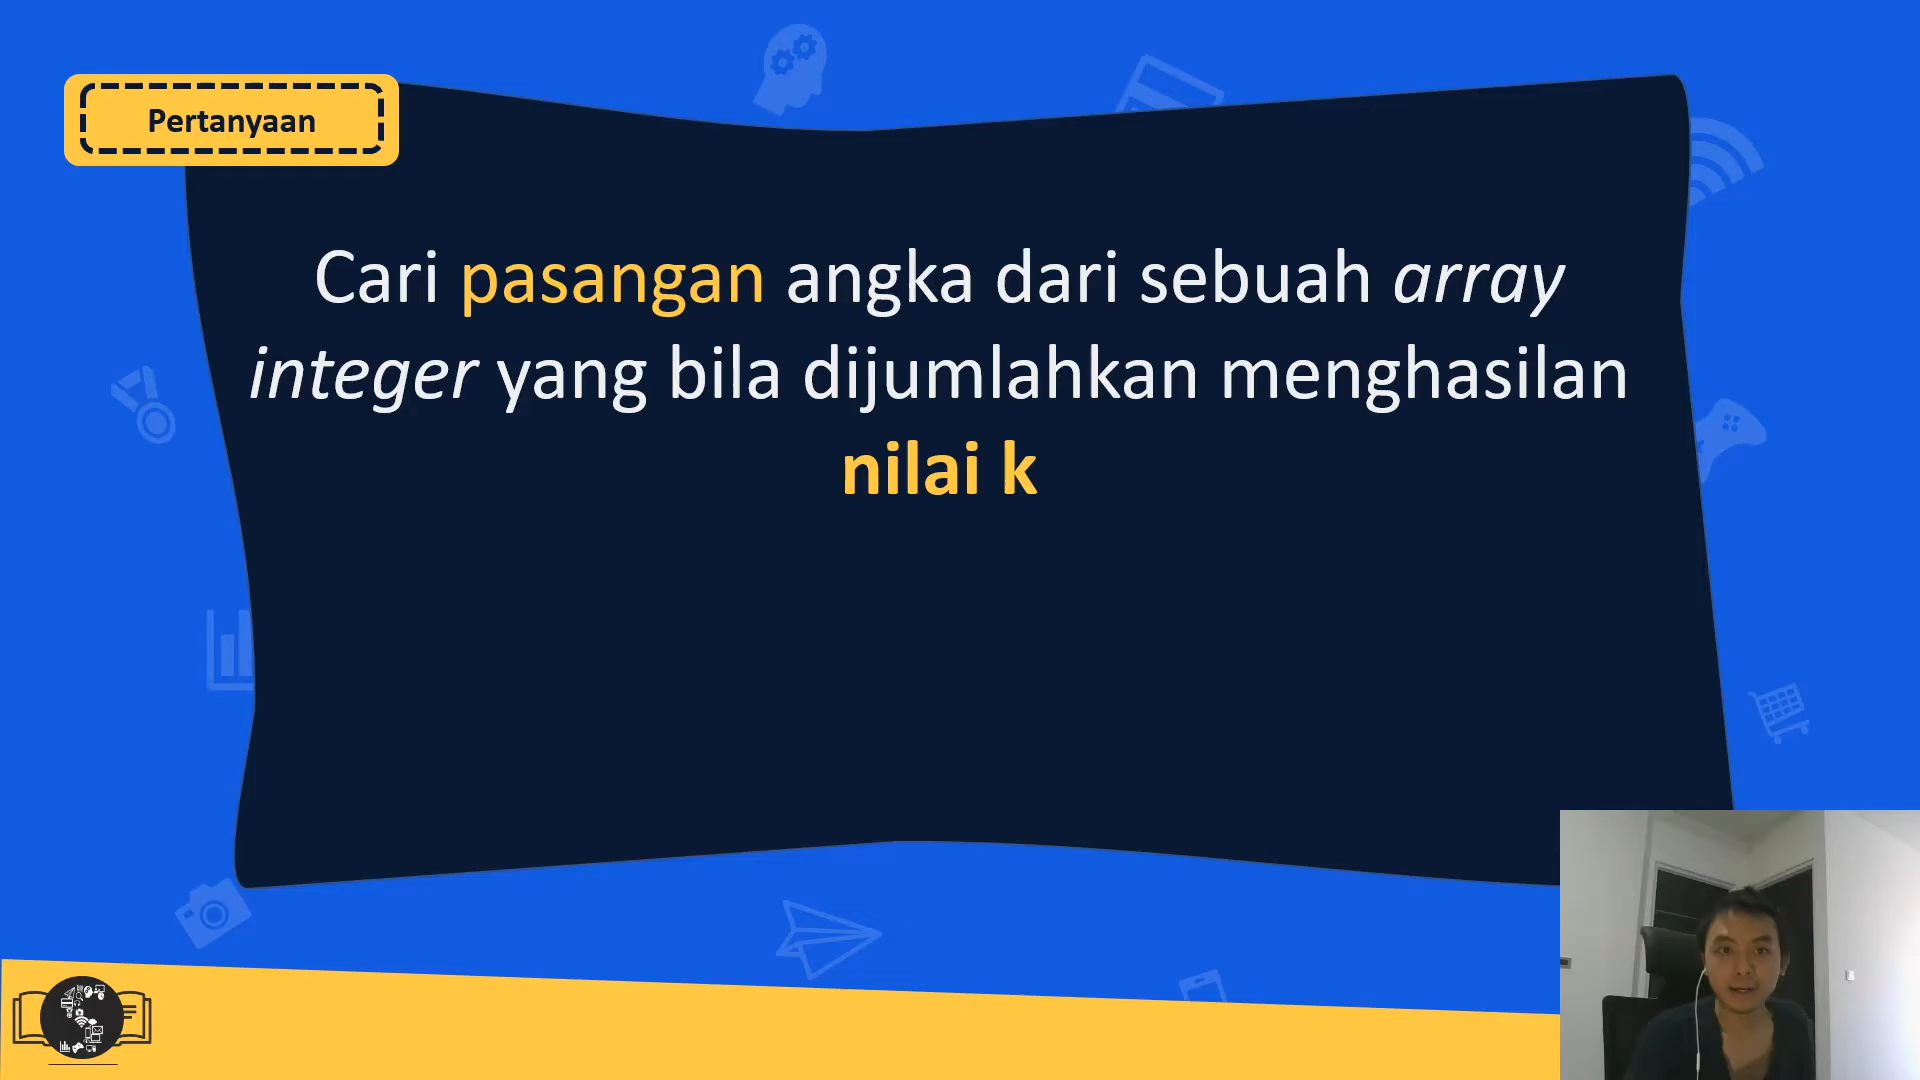 Pertanyaan
Cari pasangan angka dari sebuah array
integer yang bila dijumlahkan menghasilan
nilai k